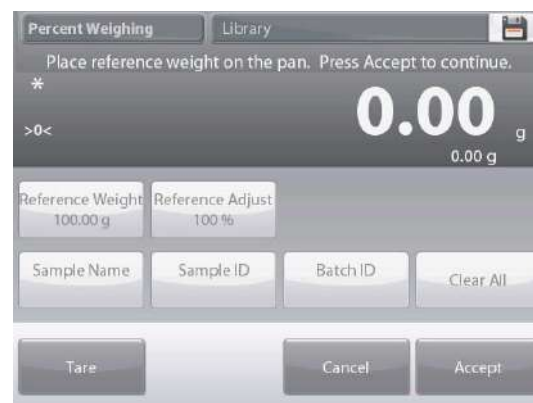 Percent Weighing
Library
Place reference weight on the pan. Press Accept to continue.
*
>0<
0.00 g
0.00 g
Reference Weight
100.00 g
Reference Adjust
100 %
Sample Name
Sample ID
Batch ID
Clear All
Tare
Cancel
Accept